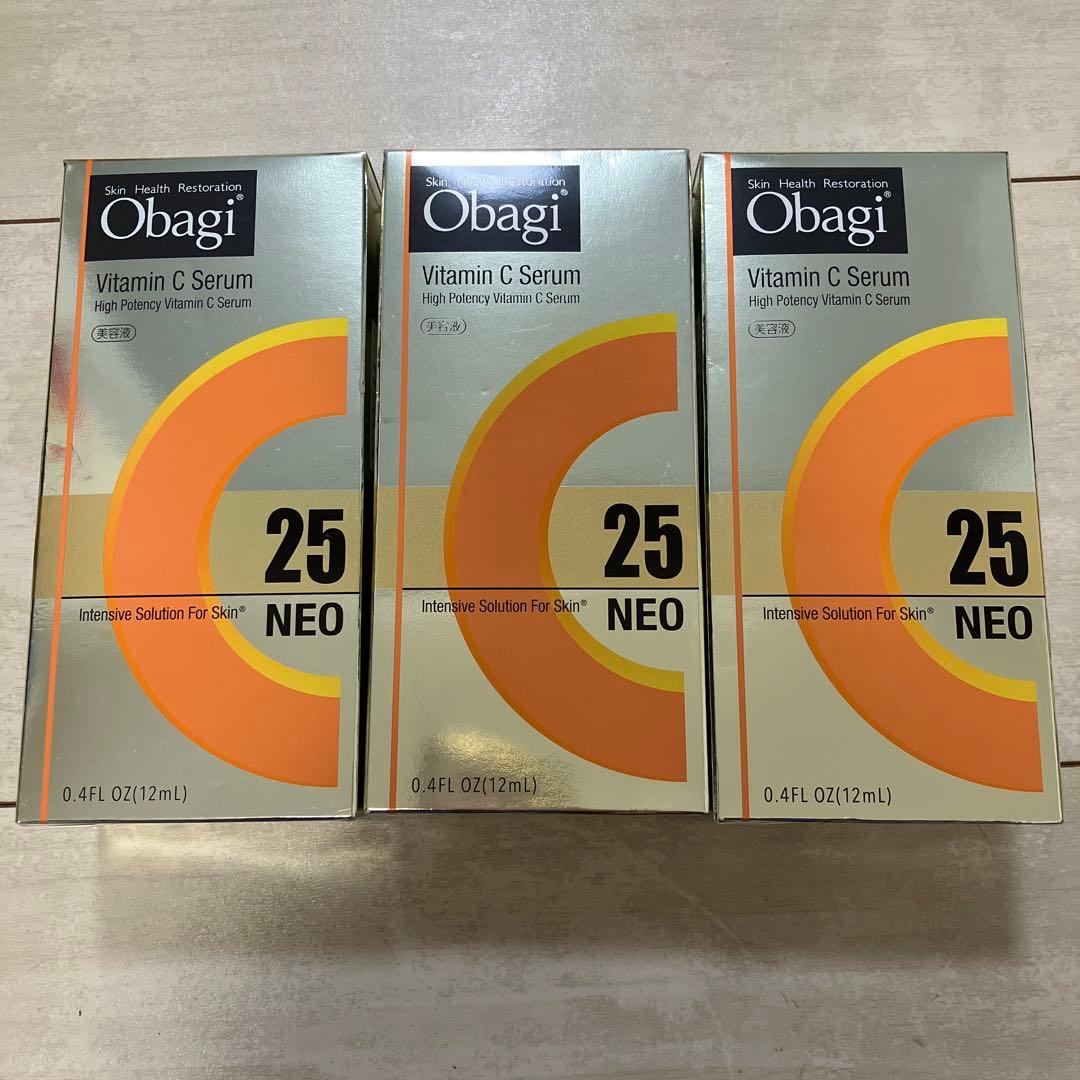 Skin Health Restoration
Obagi®
Vitamin C Serum
High Potency Vitamin C Serum
美容液
25
Intensive Solution For Skin®
NEO
0.4FL OZ(12mL)
Skin Health Restoration
Obagi®
Vitamin C Serum
High Potency Vitamin C Serum
美容液
25
Intensive Solution For Skin®
NEO
0.4FL OZ(12mL)
Skin Health Restoration
Obagi®
Vitamin C Serum
High Potency Vitamin C Serum
美容液
25
Intensive Solution For Skin®
NEO
0.4FL OZ(12mL)